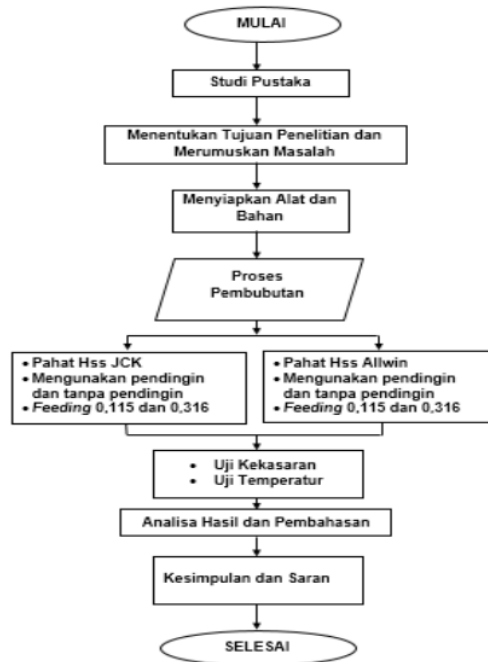 MULAI
Studi Pustaka
Menentukan Tujuan Penelitian dan
Merumuskan Masalah
Menyiapkan Alat dan
Bahan
Proses
Pembubutan
• Pahat Hss JCK
• Mengunakan pendingin
dan tanpa pendingin
• Feeding 0,115 dan 0,316
• Pahat Hss Allwin
• Mengunakan pendingin
dan tanpa pendingin
• Feeding 0,115 dan 0,316
• Uji Kekasaran
• Uji Temperatur
Analisa Hasil dan Pembahasan
Kesimpulan dan Saran
SELESAI